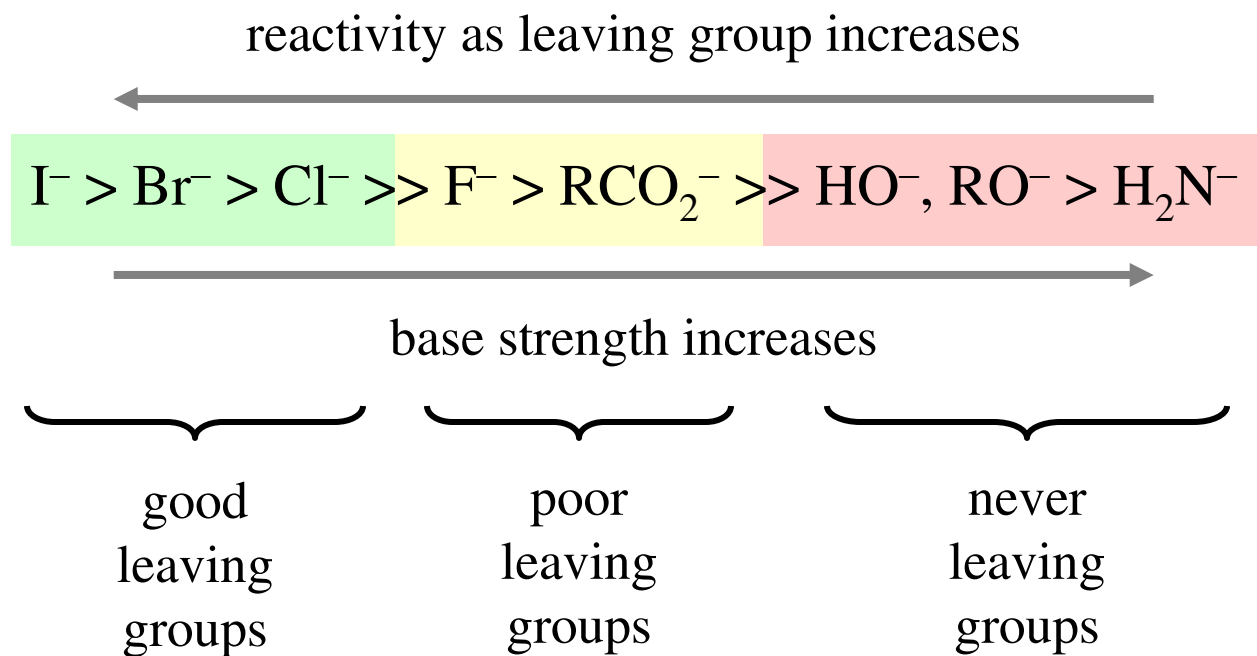 reactivity as leaving group increases
I⁻ > Br⁻ > Cl⁻ >> F⁻ > RCO₂⁻ >> HO⁻, RO⁻ > H₂N⁻
base strength increases
good
leaving
groups
poor
leaving
groups
never
leaving
groups